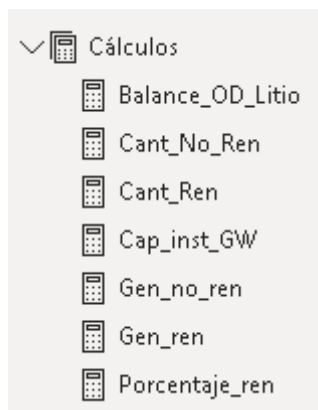 Cálculos
Balance_OD_Litio
Cant_No_Ren
Cant_Ren
Cap_inst_GW
Gen_no_ren
Gen_ren
Porcentaje_ren